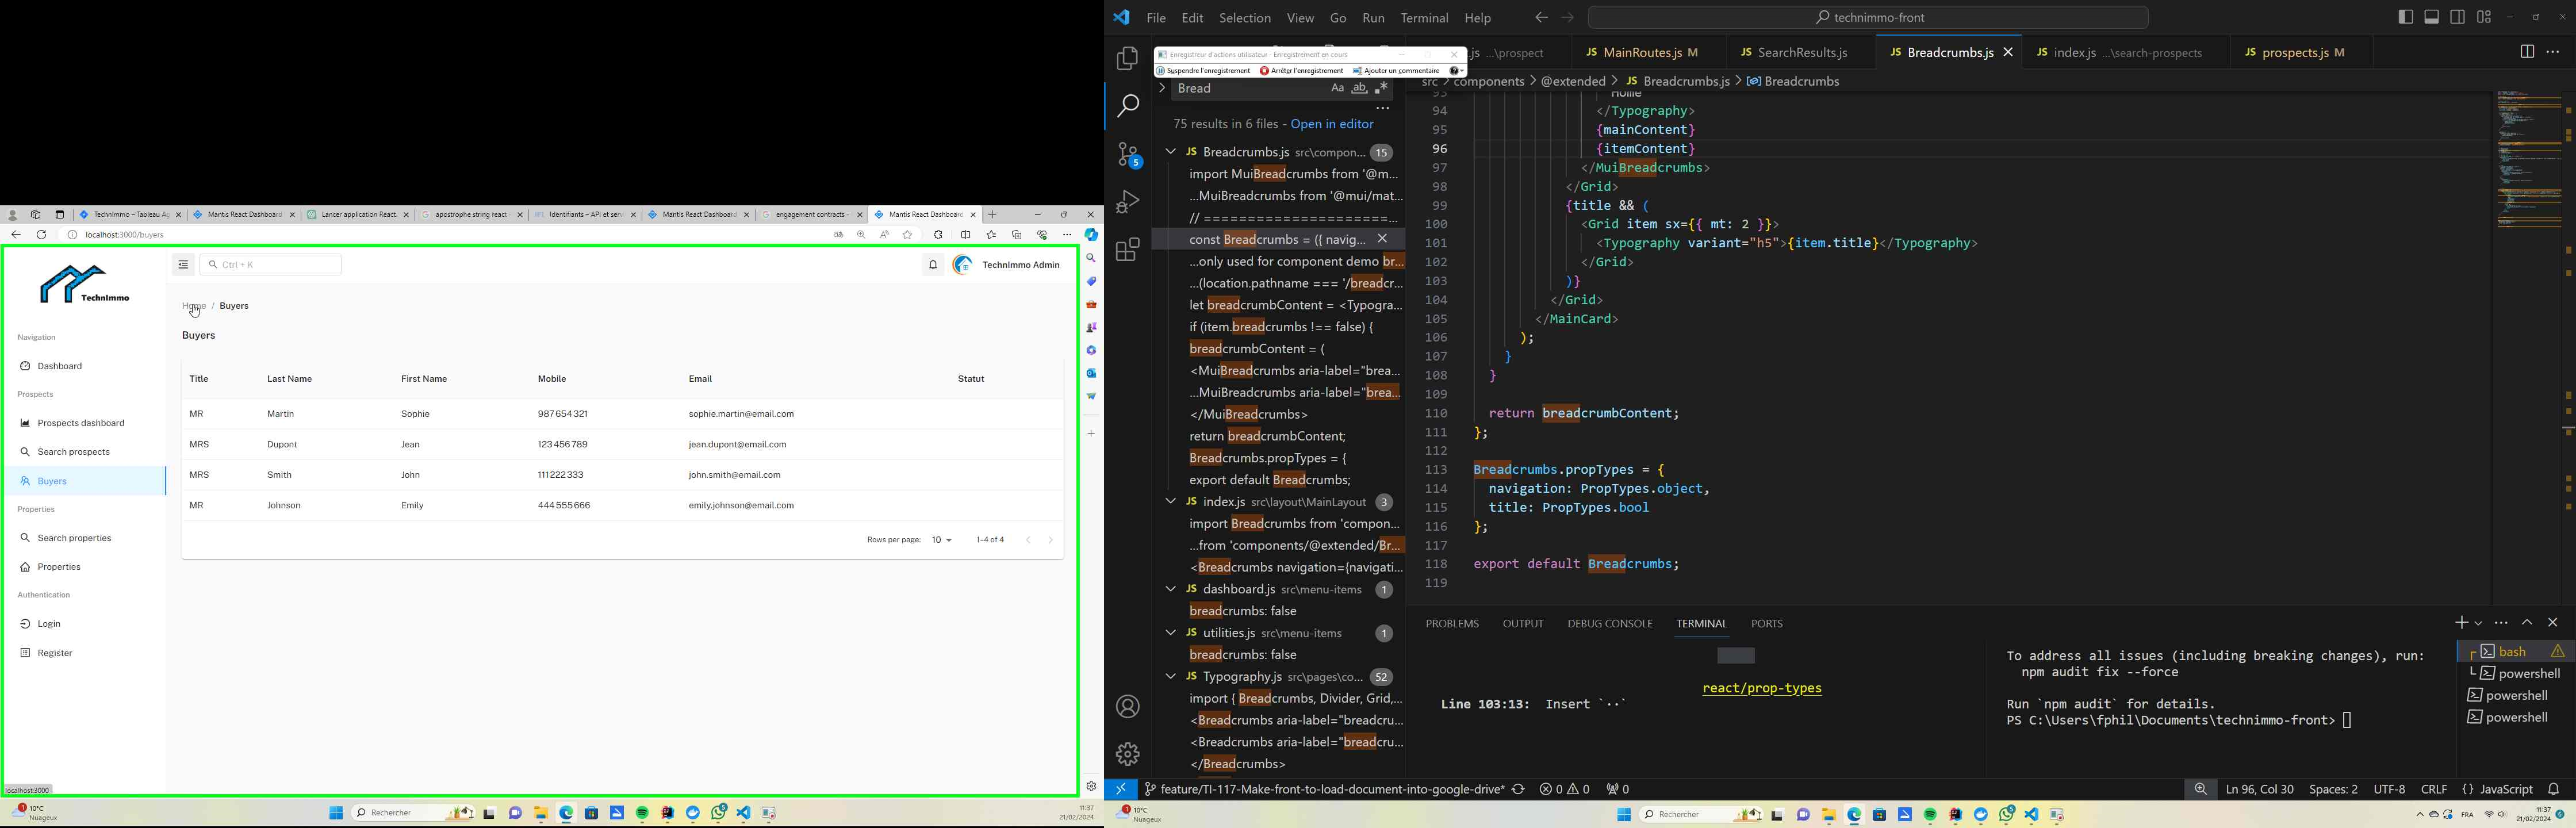 TechnImmo – Tableau Ag
Mantis React Dashboard
Lancer application React.
apostrophe string react
Identifiants – API et serv
Mantis React Dashboard
engagement contracts -
Mantis React Dashboard
localhost:3000/buyers
TechnImmo
Ctrl + K
TechnImmo Admin
Home / Buyers
Buyers
Navigation
Dashboard
Prospects
Prospects dashboard
Search prospects
Buyers
Properties
Search properties
Properties
Authentication
Login
Register
Title Last Name First Name Mobile Email Statut
MR Martin Sophie 987654321 sophie.martin@email.com
MRS Dupont Jean 123456789 jean.dupont@email.com
MRS Smith John 111222333 john.smith@email.com
MR Johnson Emily 444555666 emily.johnson@email.com
Rows per page: 10 1-4 of 4
localhost:3000
1
10°C
Nuageux
Rechercher
11:37
21/02/2024
File Edit Selection View Go Run Terminal Help
technimmo-front
Enregistreur d'actions utilisateur - Enregistrement en cours
Suspendre l'enregistrement Arrêter l'enregistrement Ajouter un commentaire
js ...\prospect
JS MainRoutes.js M
JS SearchResults.js
JS Breadcrumbs.js
JS index.js ...\search-prospects
JS prospects.js M
src > components > @extended > JS Breadcrumbs.js > Breadcrumbs
5
Bread
Aa ab
75 results in 6 files - Open in editor
JS Breadcrumbs.js src\compon... 15
import MuiBreadcrumbs from '@m...
...MuiBreadcrumbs from '@mui/mat...
// ======================...
const Breadcrumbs = ({ navig...
...only used for component demo br...
...(location.pathname === '/breadcr...
let breadcrumbContent = <Typogra...
if (item.breadcrumbs !== false) {
breadcrumbContent = (
<MuiBreadcrumbs aria-label="brea...
...MuiBreadcrumbs aria-label="brea...
</MuiBreadcrumbs>
return breadcrumbContent;
Breadcrumbs.propTypes = {
export default Breadcrumbs;
JS index.js src\layout\MainLayout 3
import Breadcrumbs from 'compon...
...from 'components/@extended/Br...
<Breadcrumbs navigation={navigati...
JS dashboard.js src\menu-items 1
breadcrumbs: false
JS utilities.js src\menu-items 1
breadcrumbs: false
JS Typography.js src\pages\co... 52
import { Breadcrumbs, Divider, Grid,...
<Breadcrumbs aria-label="breadcru...
<Breadcrumbs aria-label="breadcru...
</Breadcrumbs>
93 Home
94 </Typography>
95 {mainContent}
96 {itemContent}
97 </MuiBreadcrumbs>
98 </Grid>
99 {title && (
100 <Grid item sx={{ mt: 2 }}>
101 <Typography variant="h5">{item.title}</Typography>
102 </Grid>
103 )}
104 </Grid>
105 </MainCard>
106 );
107 }
108 }
109
110 return breadcrumbContent;
111 };
112
113 Breadcrumbs.propTypes = {
114 navigation: PropTypes.object,
115 title: PropTypes.bool
116 };
117
118 export default Breadcrumbs;
119
PROBLEMS OUTPUT DEBUG CONSOLE TERMINAL PORTS
react/prop-types
Line 103:13: Insert `··`
To address all issues (including breaking changes), run:
npm audit fix --force
Run `npm audit` for details.
PS C:\Users\fphil\Documents\technimmo-front>
bash
powershell
powershell
powershell
feature/TI-117-Make-front-to-load-document-into-google-drive* 0 0 0
Ln 96, Col 30 Spaces: 2 UTF-8 CRLF {} JavaScript
1
10°C
Nuageux
Rechercher
FRA
11:37
21/02/2024